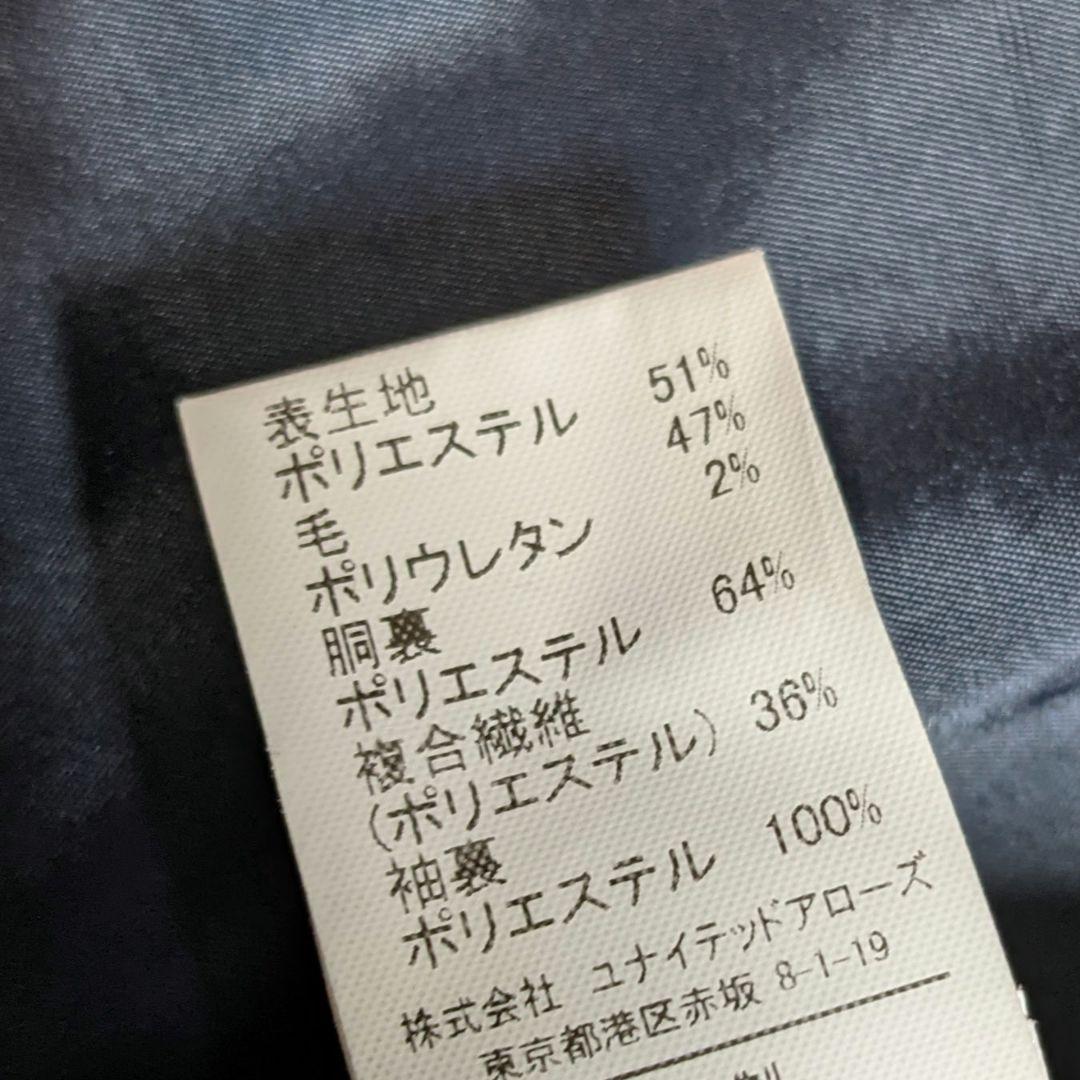 表生地
ポリエステル 51%
毛 47%
ポリウレタン 2%
胴裏
ポリエステル 64%
複合繊維
(ポリエステル) 36%
袖裏
ポリエステル 100%
株式会社 ユナイテッドアローズ
東京都港区赤坂 8-1-19